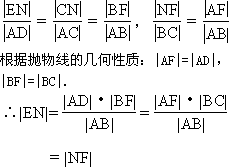 |EN|/|AD| = |CN|/|AC| = |BF|/|AB|, |NF|/|BC| = |AF|/|AB|
根据抛物线的几何性质：|AF|=|AD|，
|BF|=|BC|．
∴|EN|= |AD|·|BF|/|AB| = |AF|·|BC|/|AB|
=|NF|